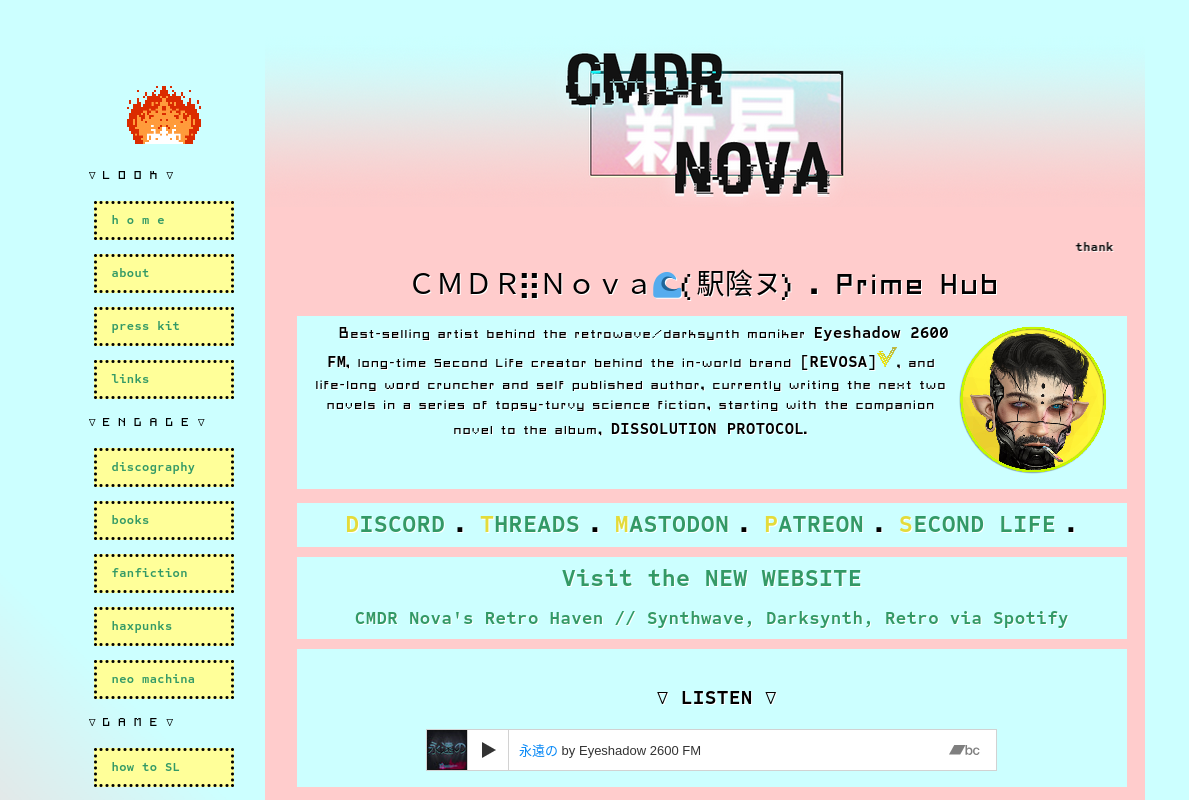 CMDR
新星
NOVA
▽ L O O K ▽
h o m e
about
press kit
links
▽ E N G A G E ▽
discography
books
fanfiction
haxpunks
neo machina
▽ G A M E ▽
how to SL
thank
ＣＭＤＲ⣿Ｎｏｖａ🌊(駅陰ヌ) . Prime Hub
Best-selling artist behind the retrowave/darksynth moniker Eyeshadow 2600
FM, long-time Second Life creator behind the in-world brand [REVOSA], and
life-long word cruncher and self published author, currently writing the next two
novels in a series of topsy-turvy science fiction, starting with the companion
novel to the album, DISSOLUTION PROTOCOL.
DISCORD . THREADS . MASTODON . PATREON . SECOND LIFE .
Visit the NEW WEBSITE
CMDR Nova's Retro Haven // Synthwave, Darksynth, Retro via Spotify
▽ LISTEN ▽
永遠の
永遠の by Eyeshadow 2600 FM
bc